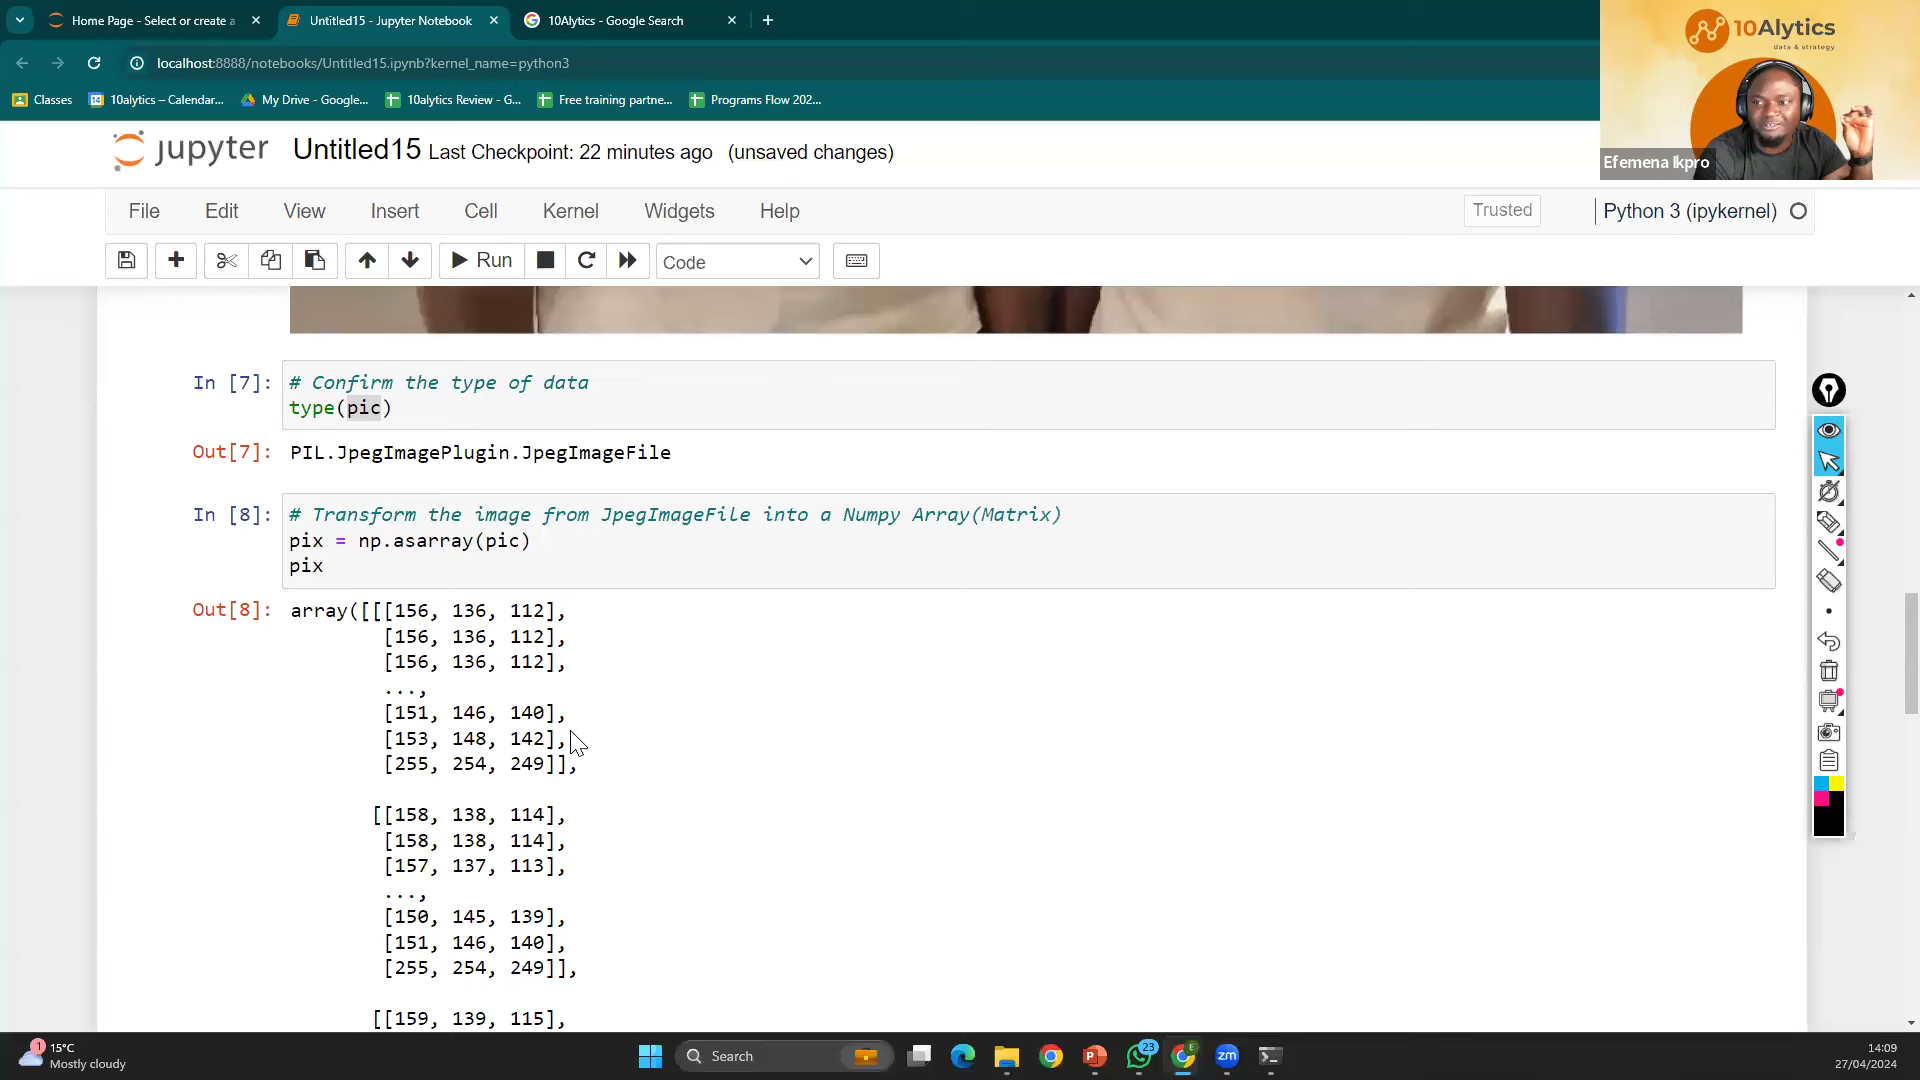 Home Page - Select or create a
Untitled15 - Jupyter Notebook
10Alytics - Google Search
localhost:8888/notebooks/Untitled15.ipynb?kernel_name=python3
Classes
14
10alytics – Calendar...
My Drive - Google...
10alytics Review - G...
Free training partne...
Programs Flow 202...
10Alytics
data & strategy
Efemena Ikpro
jupyter Untitled15 Last Checkpoint: 22 minutes ago (unsaved changes)
File Edit View Insert Cell Kernel Widgets Help
Trusted
Python 3 (ipykernel)
Run
Code
In [7]: # Confirm the type of data
type(pic)
Out[7]: PIL.JpegImagePlugin.JpegImageFile
In [8]: # Transform the image from JpegImageFile into a Numpy Array(Matrix)
pix = np.asarray(pic)
pix
Out[8]: array([[[156, 136, 112],
[156, 136, 112],
[156, 136, 112],
...,
[151, 146, 140],
[153, 148, 142],
[255, 254, 249]],
[[158, 138, 114],
[158, 138, 114],
[157, 137, 113],
...,
[150, 145, 139],
[151, 146, 140],
[255, 254, 249]],
[[159, 139, 115],
1
15°C
Mostly cloudy
Search
23
E
zm
14:09
27/04/2024